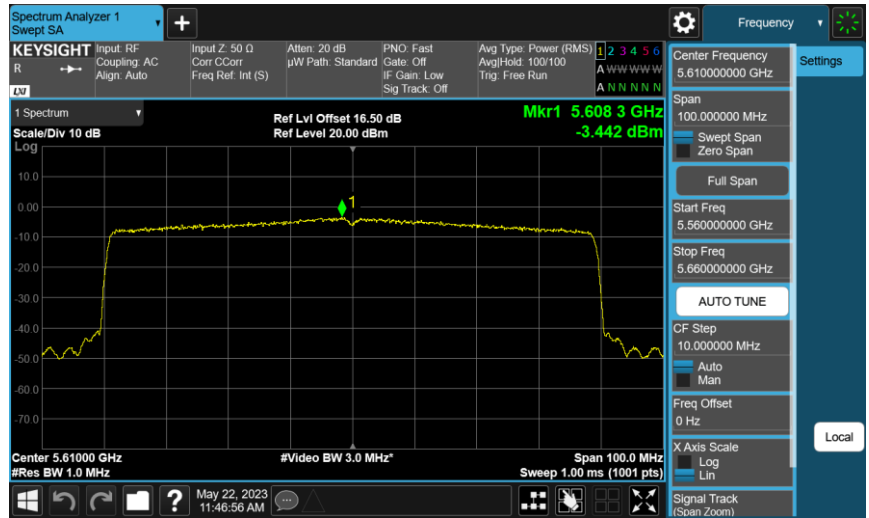 Spectrum Analyzer 1
Swept SA
Frequency
KEYSIGHT
R
LXI
Input: RF
Coupling: AC
Align: Auto
Input Z: 50 Ω
Corr CCorr
Freq Ref: Int (S)
Atten: 20 dB
µW Path: Standard
PNO: Fast
Gate: Off
IF Gain: Low
Sig Track: Off
Avg Type: Power (RMS)
Avg|Hold: 100/100
Trig: Free Run
1 2 3 4 5 6
A W W W W W
A N N N N N
1 Spectrum
Scale/Div 10 dB
Log
Ref Lvl Offset 16.50 dB
Ref Level 20.00 dBm
Mkr1 5.608 3 GHz
-3.442 dBm
10.0
0.00
-10.0
-20.0
-30.0
-40.0
-50.0
-60.0
-70.0
1
Center 5.61000 GHz
#Res BW 1.0 MHz
#Video BW 3.0 MHz*
Span 100.0 MHz
Sweep 1.00 ms (1001 pts)
May 22, 2023
11:46:56 AM
Center Frequency
5.610000000 GHz
Settings
Span
100.000000 MHz
Swept Span
Zero Span
Full Span
Start Freq
5.560000000 GHz
Stop Freq
5.660000000 GHz
AUTO TUNE
CF Step
10.000000 MHz
Auto
Man
Freq Offset
0 Hz
Local
X Axis Scale
Log
Lin
Signal Track
(Span Zoom)